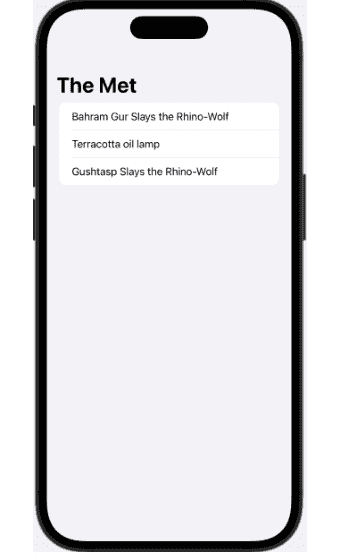 The Met
Bahram Gur Slays the Rhino-Wolf
Terracotta oil lamp
Gushtasp Slays the Rhino-Wolf